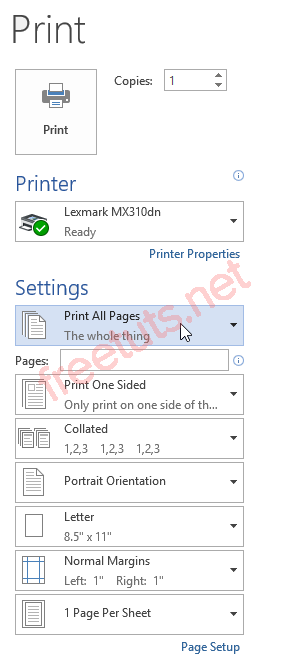 Print
Copies: 1
Print
Printer
Lexmark MX310dn
Ready
Printer Properties
Settings
Print All Pages
The whole thing
Pages:
Print One Sided
Only print on one side of th...
Collated
1,2,3 1,2,3 1,2,3
Portrait Orientation
Letter
8.5" x 11"
Normal Margins
Left: 1" Right: 1"
1 Page Per Sheet
Page Setup
freetuts.net